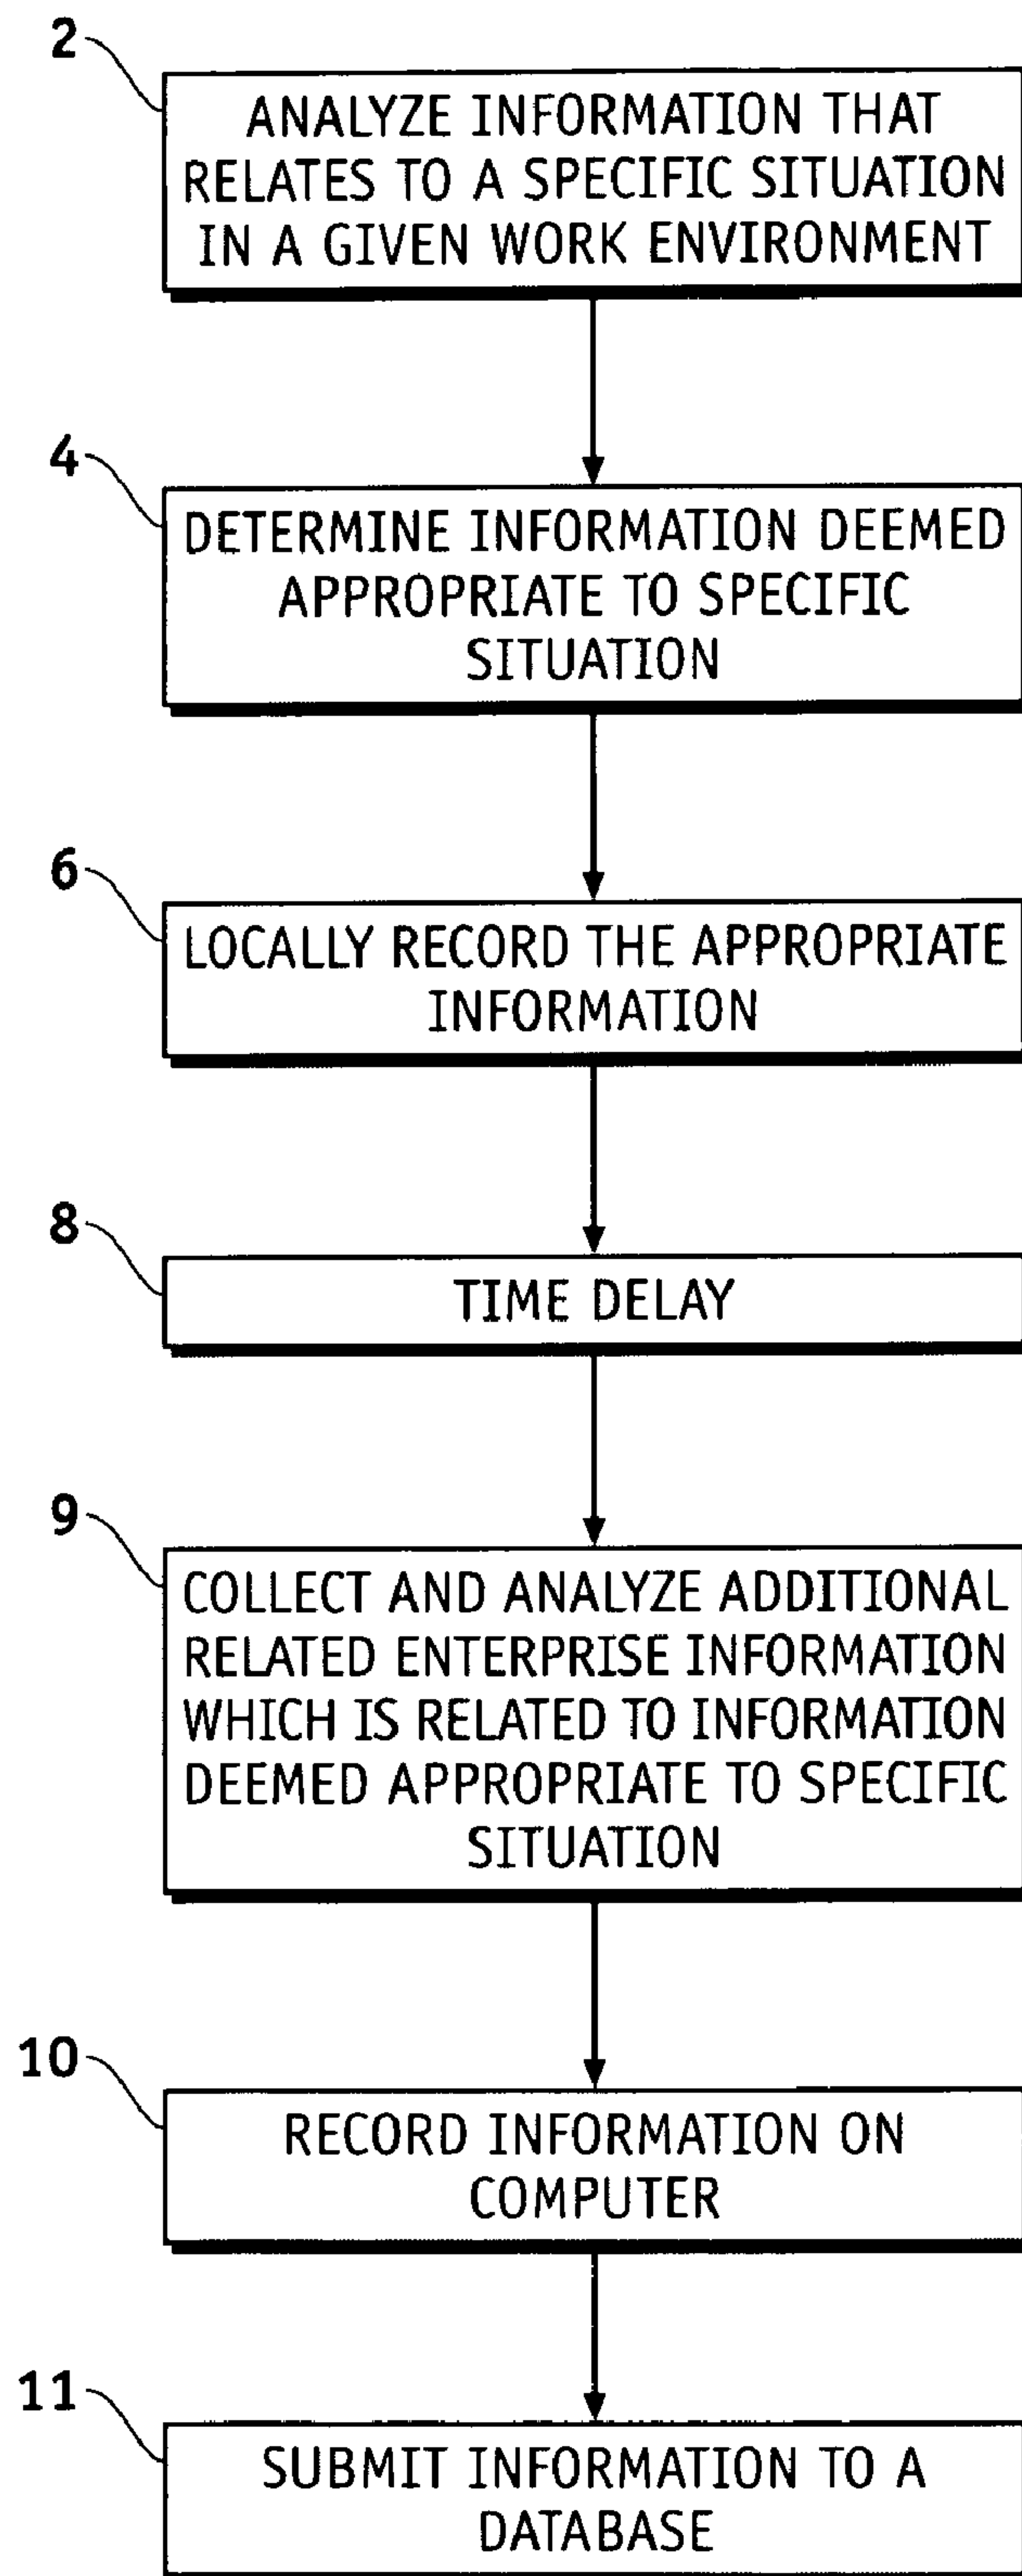 2
ANALYZE INFORMATION THAT
RELATES TO A SPECIFIC SITUATION
IN A GIVEN WORK ENVIRONMENT
4
DETERMINE INFORMATION DEEMED
APPROPRIATE TO SPECIFIC
SITUATION
6
LOCALLY RECORD THE APPROPRIATE
INFORMATION
8
TIME DELAY
9
COLLECT AND ANALYZE ADDITIONAL
RELATED ENTERPRISE INFORMATION
WHICH IS RELATED TO INFORMATION
DEEMED APPROPRIATE TO SPECIFIC
SITUATION
10
RECORD INFORMATION ON
COMPUTER
11
SUBMIT INFORMATION TO A
DATABASE